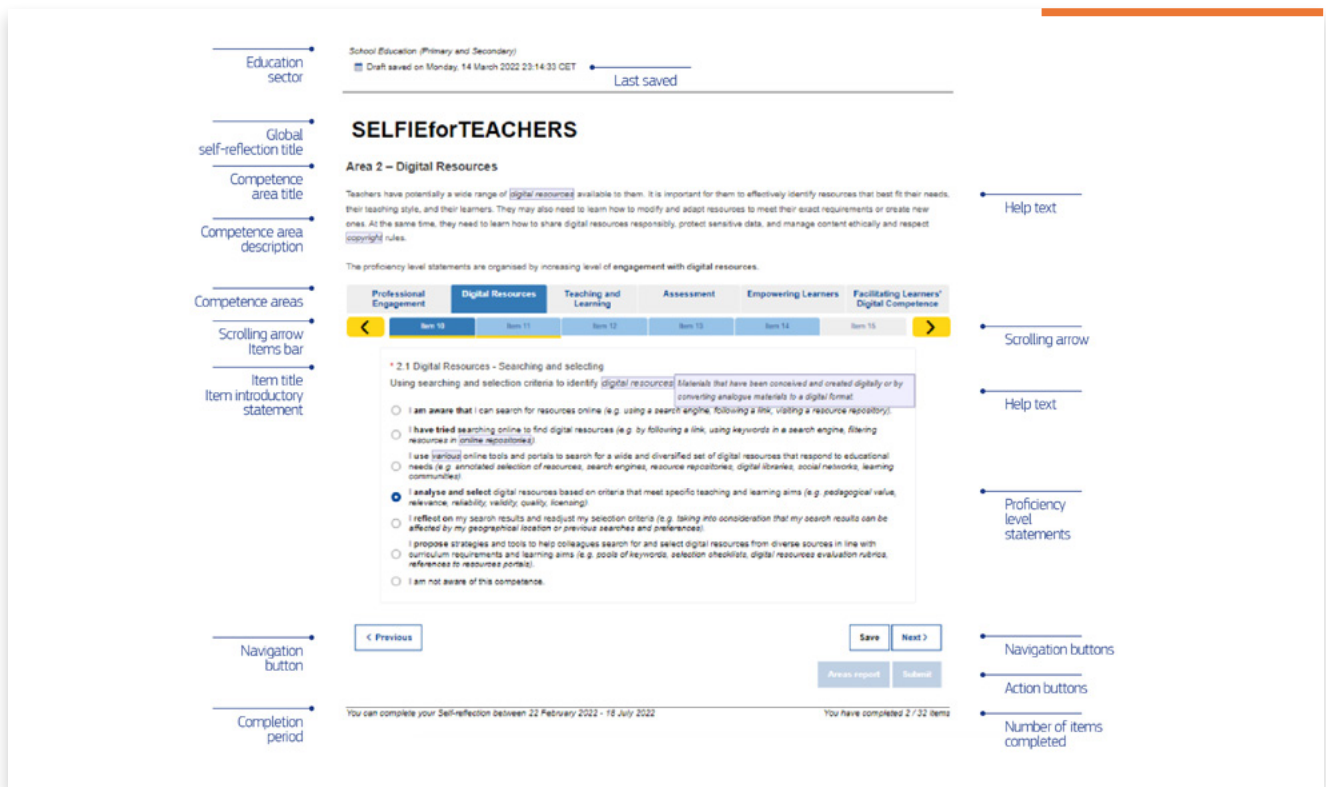 Education
sector
School Education (Primary and Secondary)
Draft saved on Monday, 14 March 2022 23:14:33 CET
Last saved
Global
self-reflection title
SELFIEforTEACHERS
Competence
area title
Area 2 – Digital Resources
Competence area
description
Teachers have potentially a wide range of digital resources available to them. It is important for them to effectively identify resources that best fit their needs,
their teaching style, and their learners. They may also need to learn how to modify and adapt resources to meet their exact requirements or create new
ones. At the same time, they need to learn how to share digital resources responsibly, protect sensitive data, and manage content ethically and respect
copyright rules.
Help text
The proficiency level statements are organised by increasing level of engagement with digital resources.
Competence areas
Professional
Engagement
Digital Resources
Teaching and
Learning
Assessment
Empowering Learners
Facilitating Learners'
Digital Competence
Scrolling arrow
Items bar
Item 10
Item 11
Item 12
Item 13
Item 14
Item 15
Scrolling arrow
Item title
Item introductory
statement
* 2.1 Digital Resources - Searching and selecting
Using searching and selection criteria to identify digital resources
Materials that have been conceived and created digitally or by
converting analogue materials to a digital format.
Help text
I am aware that I can search for resources online (e.g. using a search engine, following a link, visiting a resource repository).
I have tried searching online to find digital resources (e.g. by following a link, using keywords in a search engine, filtering
resources in online repositories)
I use various online tools and portals to search for a wide and diversified set of digital resources that respond to educational
needs (e.g. annotated selection of resources, search engines, resource repositories, digital libraries, social networks, learning
communities).
I analyse and select digital resources based on criteria that meet specific teaching and learning aims (e.g. pedagogical value,
relevance, reliability, validity, quality, licensing)
I reflect on my search results and readjust my selection criteria (e.g. taking into consideration that my search results can be
affected by my geographical location or previous searches and preferences).
I propose strategies and tools to help colleagues search for and select digital resources from diverse sources in line with
curriculum requirements and learning aims (e.g. pools of keywords, selection checklists, digital resources evaluation rubrics,
references to resources portals).
I am not aware of this competence.
Proficiency
level
statements
Navigation
button
< Previous
Save
Next >
Navigation buttons
Areas report
Submit
Action buttons
Completion
period
You can complete your Self-reflection between 22 February 2022 - 18 July 2022
You have completed 2 / 32 items
Number of items
completed